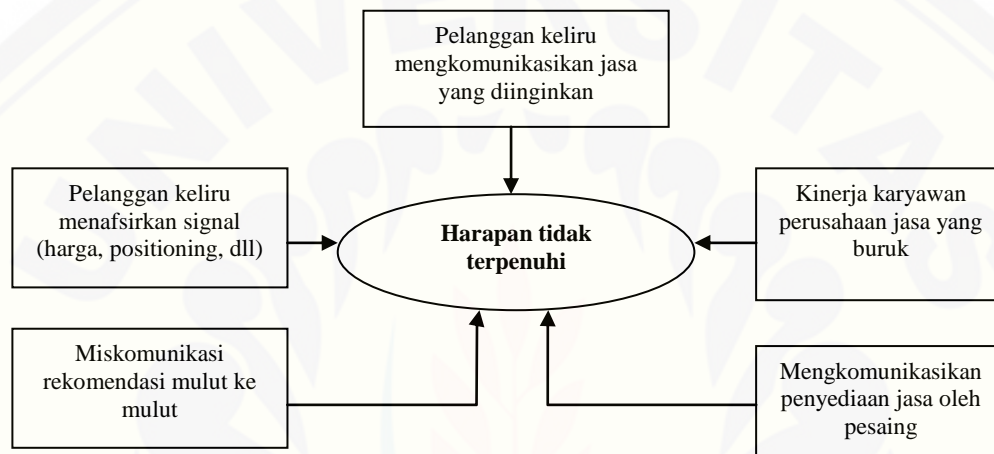 Pelanggan keliru
mengkomunikasikan jasa
yang diinginkan
Pelanggan keliru
menafsirkan signal
(harga, positioning, dll)
Harapan tidak
terpenuhi
Kinerja karyawan
perusahaan jasa yang
buruk
Miskomunikasi
rekomendasi mulut ke
mulut
Mengkomunikasikan
penyediaan jasa oleh
pesaing
UNIVERSITAS